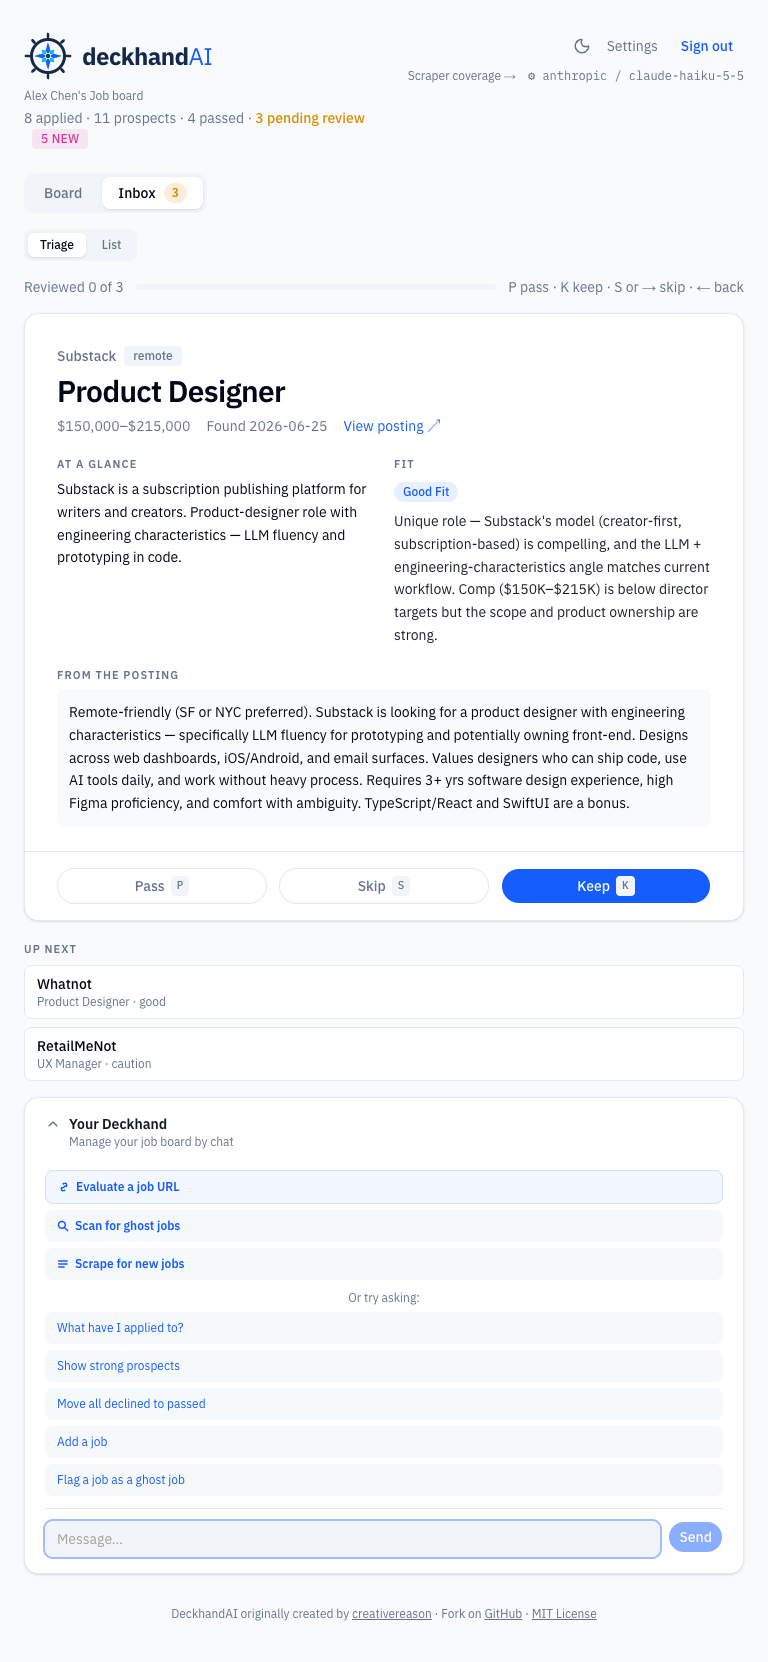 deckhandAI
Settings
Sign out
Scraper coverage → ⚙ anthropic / claude-haiku-5-5
Alex Chen's Job board
8 applied · 11 prospects · 4 passed · 3 pending review
5 NEW
Board
Inbox 3
Triage
List
Reviewed 0 of 3
P pass · K keep · S or → skip · ← back
Substack remote
Product Designer
$150,000–$215,000 Found 2026-06-25 View posting ↗
AT A GLANCE
Substack is a subscription publishing platform for
writers and creators. Product-designer role with
engineering characteristics — LLM fluency and
prototyping in code.
FIT
Good Fit
Unique role — Substack's model (creator-first,
subscription-based) is compelling, and the LLM +
engineering-characteristics angle matches current
workflow. Comp ($150K–$215K) is below director
targets but the scope and product ownership are
strong.
FROM THE POSTING
Remote-friendly (SF or NYC preferred). Substack is looking for a product designer with engineering
characteristics — specifically LLM fluency for prototyping and potentially owning front-end. Designs
across web dashboards, iOS/Android, and email surfaces. Values designers who can ship code, use
AI tools daily, and work without heavy process. Requires 3+ yrs software design experience, high
Figma proficiency, and comfort with ambiguity. TypeScript/React and SwiftUI are a bonus.
Pass P
Skip S
Keep K
UP NEXT
Whatnot
Product Designer · good
RetailMeNot
UX Manager · caution
Your Deckhand
Manage your job board by chat
Evaluate a job URL
Scan for ghost jobs
Scrape for new jobs
Or try asking:
What have I applied to?
Show strong prospects
Move all declined to passed
Add a job
Flag a job as a ghost job
Message...
Send
DeckhandAI originally created by creativereason · Fork on GitHub · MIT License